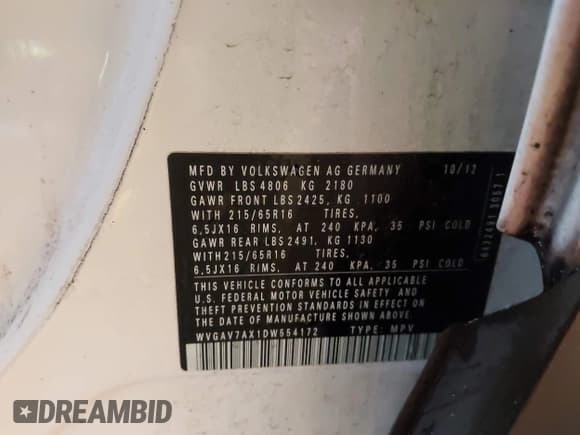 MFD BY VOLKSWAGEN AG GERMANY 10/12
GVWR LBS 4806 KG 2180
GAWR FRONT LBS 2425, KG 1100
WITH 215/65R16 TIRES,
6,5JX16 RIMS, AT 240 KPA, 35 PSI COLD
GAWR REAR LBS 2491, KG 1130
WITH 215/65R16 TIRES,
6,5JX16 RIMS, AT 240 KPA, 35 PSI COLD
THIS VEHICLE CONFORMS TO ALL APPLICABLE
U.S. FEDERAL MOTOR VEHICLE SAFETY AND
THEFT PREVENTION STANDARDS IN EFFECT ON
THE DATE OF MANUFACTURE SHOWN ABOVE.
WVGAV7AX1DW554172 TYPE: MPV
DREAMBID